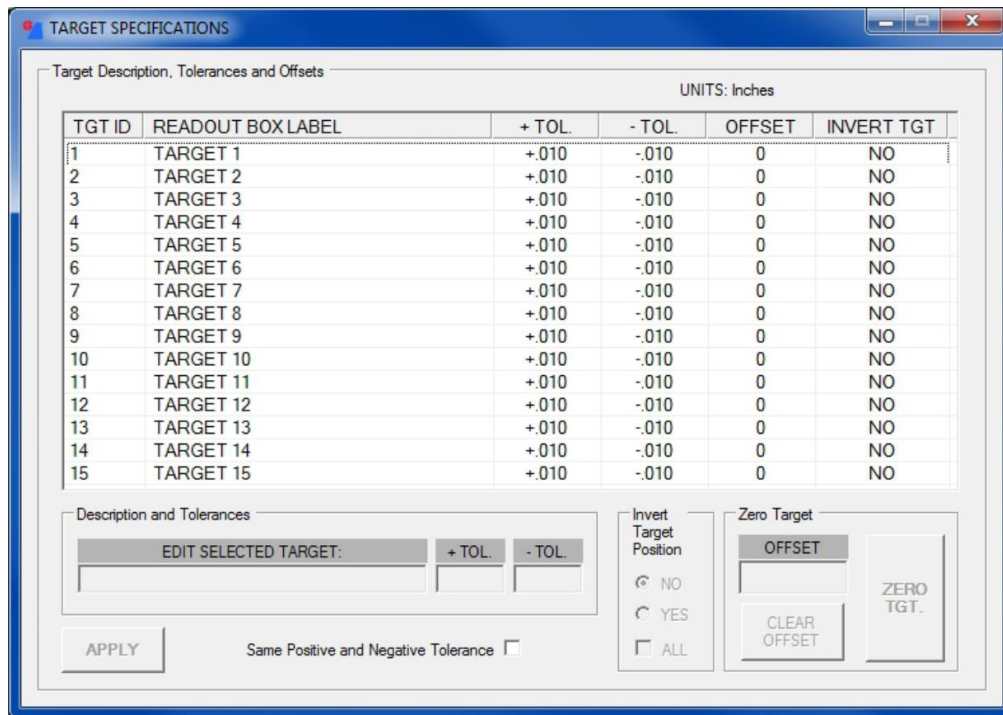 TARGET SPECIFICATIONS
Target Description, Tolerances and Offsets
UNITS: Inches
TGT ID READOUT BOX LABEL + TOL. - TOL. OFFSET INVERT TGT
1 TARGET 1 +.010 -.010 0 NO
2 TARGET 2 +.010 -.010 0 NO
3 TARGET 3 +.010 -.010 0 NO
4 TARGET 4 +.010 -.010 0 NO
5 TARGET 5 +.010 -.010 0 NO
6 TARGET 6 +.010 -.010 0 NO
7 TARGET 7 +.010 -.010 0 NO
8 TARGET 8 +.010 -.010 0 NO
9 TARGET 9 +.010 -.010 0 NO
10 TARGET 10 +.010 -.010 0 NO
11 TARGET 11 +.010 -.010 0 NO
12 TARGET 12 +.010 -.010 0 NO
13 TARGET 13 +.010 -.010 0 NO
14 TARGET 14 +.010 -.010 0 NO
15 TARGET 15 +.010 -.010 0 NO
Description and Tolerances
EDIT SELECTED TARGET: + TOL. - TOL.
APPLY
Same Positive and Negative Tolerance
Invert
Target
Position
NO
YES
ALL
Zero Target
OFFSET
CLEAR
OFFSET
ZERO
TGT.